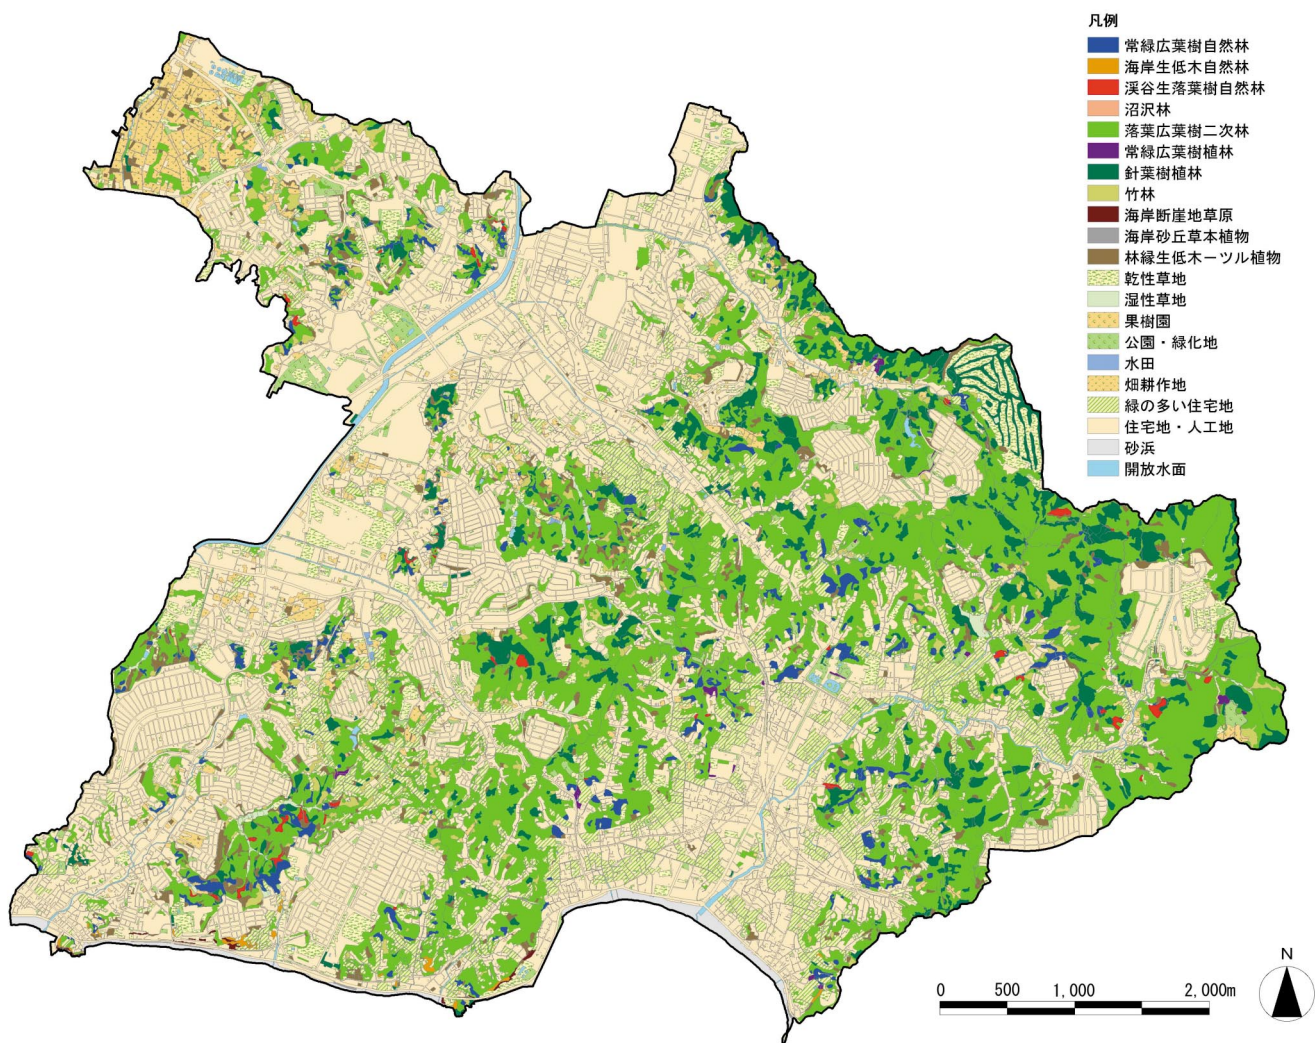 凡例
常緑広葉樹自然林
海岸生低木自然林
渓谷生落葉樹自然林
沼沢林
落葉広葉樹二次林
常緑広葉樹植林
針葉樹植林
竹林
海岸断崖地草原
海岸砂丘草本植物
林縁生低木ーツル植物
乾性草地
湿性草地
果樹園
公園・緑化地
水田
畑耕作地
緑の多い住宅地
住宅地・人工地
砂浜
開放水面
N
0 500 1,000 2,000m